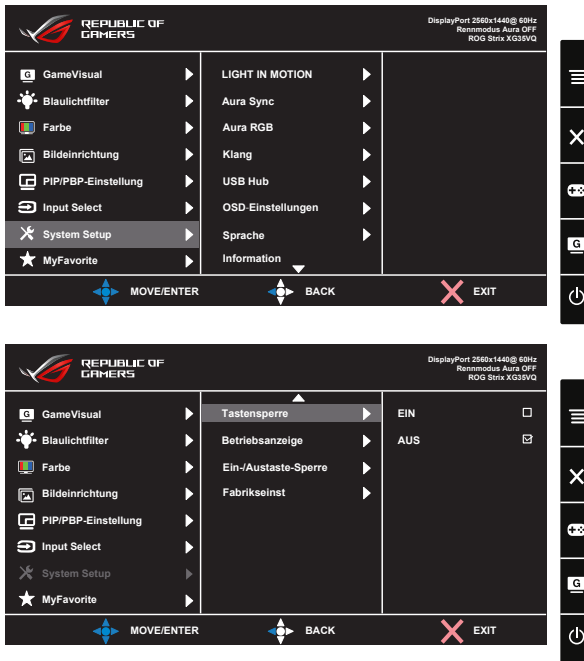 REPUBLIC OF
GAMERS
DisplayPort 2560x1440@ 60Hz
Rennmodus Aura OFF
ROG Strix XG35VQ
G GameVisual
Blaulichtfilter
Farbe
Bildeinrichtung
PIP/PBP-Einstellung
Input Select
System Setup
MyFavorite
LIGHT IN MOTION
Aura Sync
Aura RGB
Klang
USB Hub
OSD-Einstellungen
Sprache
Information
MOVE/ENTER
BACK
EXIT
G
REPUBLIC OF
GAMERS
DisplayPort 2560x1440@ 60Hz
Rennmodus Aura OFF
ROG Strix XG35VQ
G GameVisual
Blaulichtfilter
Farbe
Bildeinrichtung
PIP/PBP-Einstellung
Input Select
System Setup
MyFavorite
Tastensperre
Betriebsanzeige
Ein-/Austaste-Sperre
Fabrikseinst
EIN
AUS
MOVE/ENTER
BACK
EXIT
G